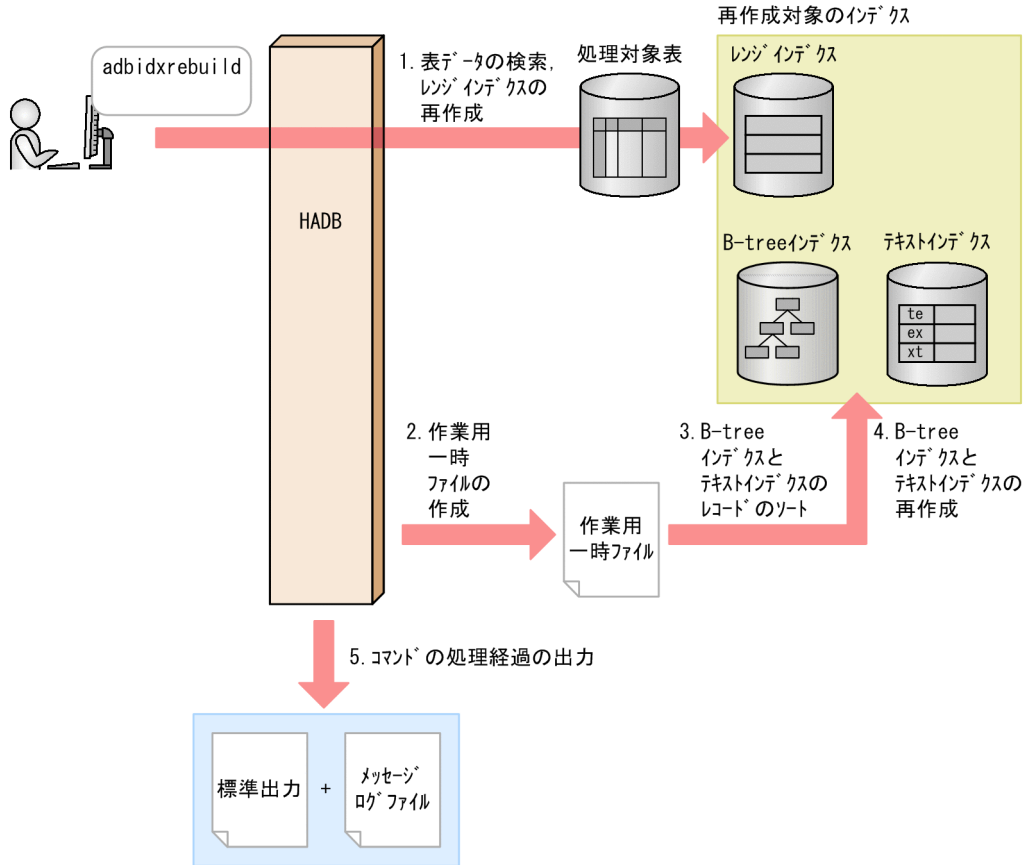 再作成対象のインデクス
adbidxrebuild
1. 表ﾃﾞｰﾀの検索,
ﾚﾝｼﾞｲﾝﾃﾞｸｽの
再作成
処理対象表
ﾚﾝｼﾞｲﾝﾃﾞｸｽ
HADB
B-treeｲﾝﾃﾞｸｽ
ﾃｷｽﾄｲﾝﾃﾞｸｽ
te
ex
xt
2. 作業用
一時
ﾌｧｲﾙの
作成
3. B-tree
ｲﾝﾃﾞｸｽと
ﾃｷｽﾄｲﾝﾃﾞｸｽの
ﾚｺｰﾄﾞのｿｰﾄ
4. B-tree
ｲﾝﾃﾞｸｽと
ﾃｷｽﾄｲﾝﾃﾞｸｽの
再作成
作業用
一時ﾌｧｲﾙ
5. ｺﾏﾝﾄﾞの処理経過の出力
標準出力
+
ﾒｯｾｰｼﾞ
ﾛｸﾞﾌｧｲﾙ